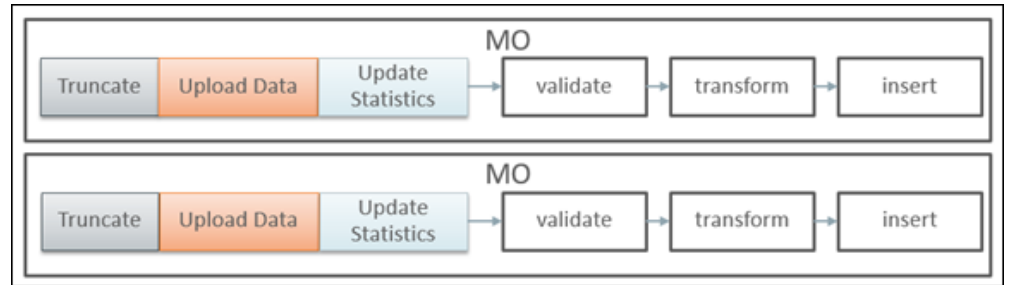 MO
Truncate
Upload Data
Update
Statistics
validate
transform
insert
MO
Truncate
Upload Data
Update
Statistics
validate
transform
insert